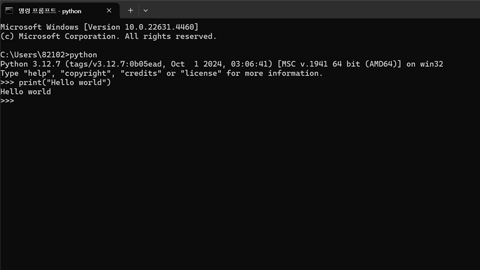 명령 프롬프트 - python
Microsoft Windows [Version 10.0.22631.4460]
(c) Microsoft Corporation. All rights reserved.
C:\Users\82102>python
Python 3.12.7 (tags/v3.12.7:0b05ead, Oct  1 2024, 03:06:41) [MSC v.1941 64 bit (AMD64)] on win32
Type "help", "copyright", "credits" or "license" for more information.
>>> print("Hello world")
Hello world
>>>